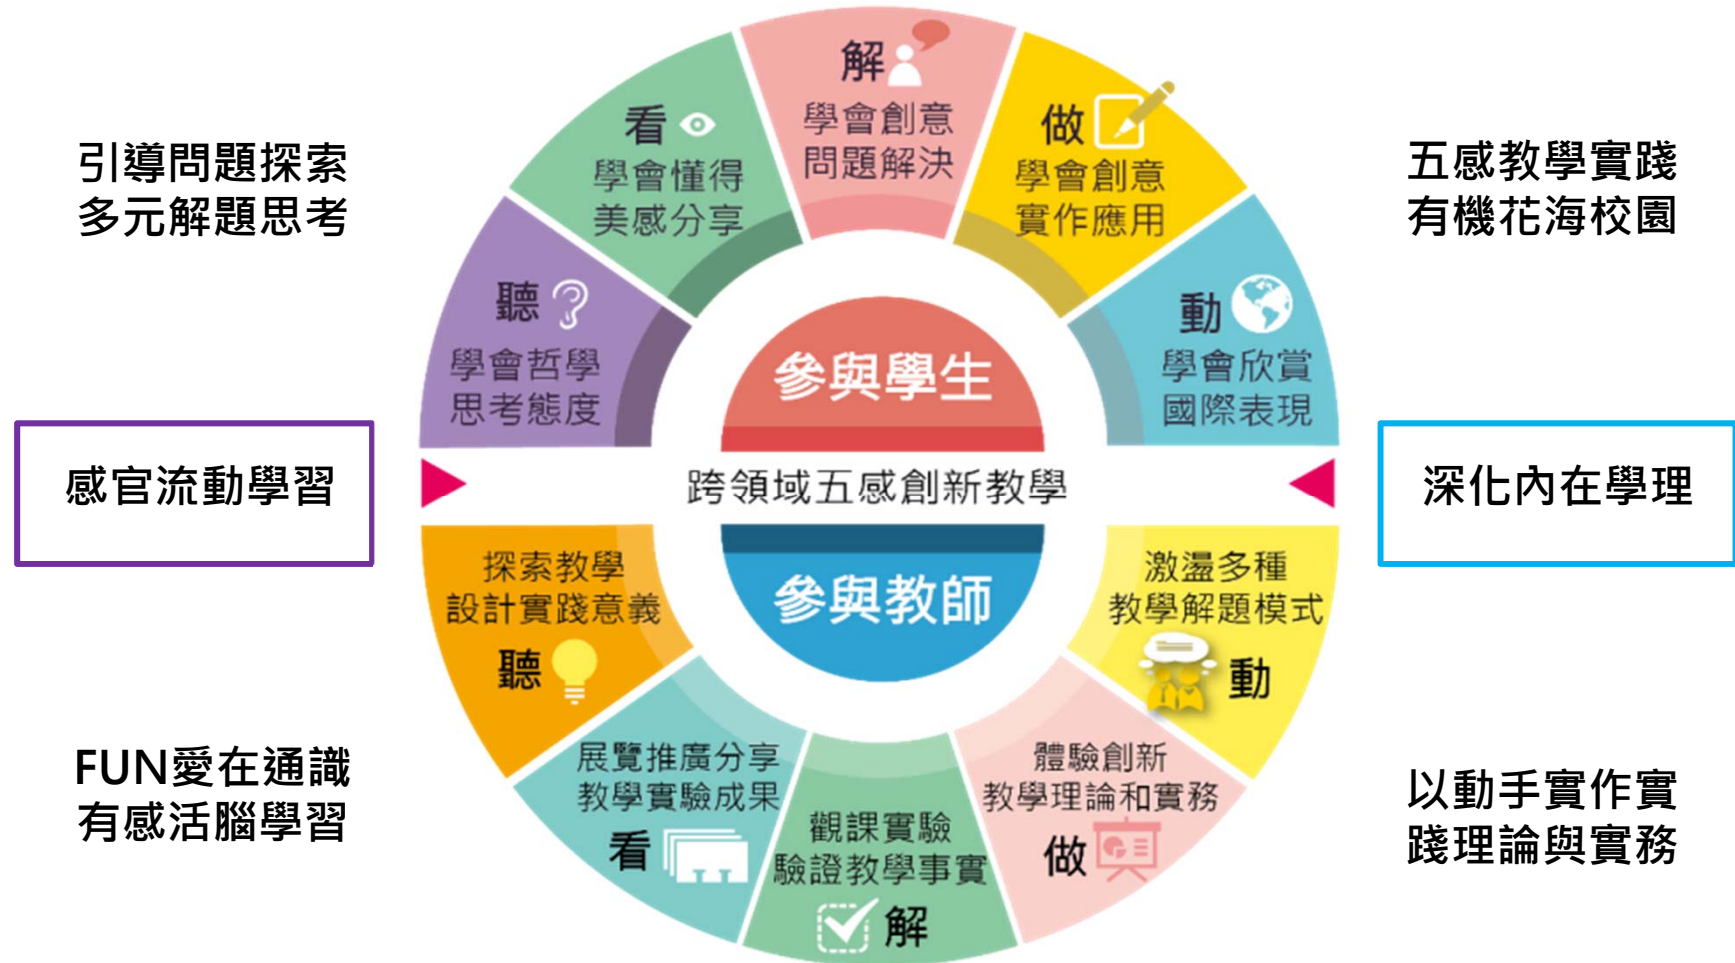 引導問題探索
多元解題思考
感官流動學習
FUN愛在通識
有感活腦學習
聽
學會哲學
思考態度
看
學會懂得
美感分享
解
學會創意
問題解決
做
學會創意
實作應用
動
學會欣賞
國際表現
參與學生
跨領域五感創新教學
參與教師
探索教學
設計實踐意義
聽
展覽推廣分享
教學實驗成果
看
觀課實驗
驗證教學事實
解
體驗創新
教學理論和實務
做
激盪多種
教學解題模式
動
五感教學實踐
有機花海校園
深化內在學理
以動手實作實
踐理論與實務